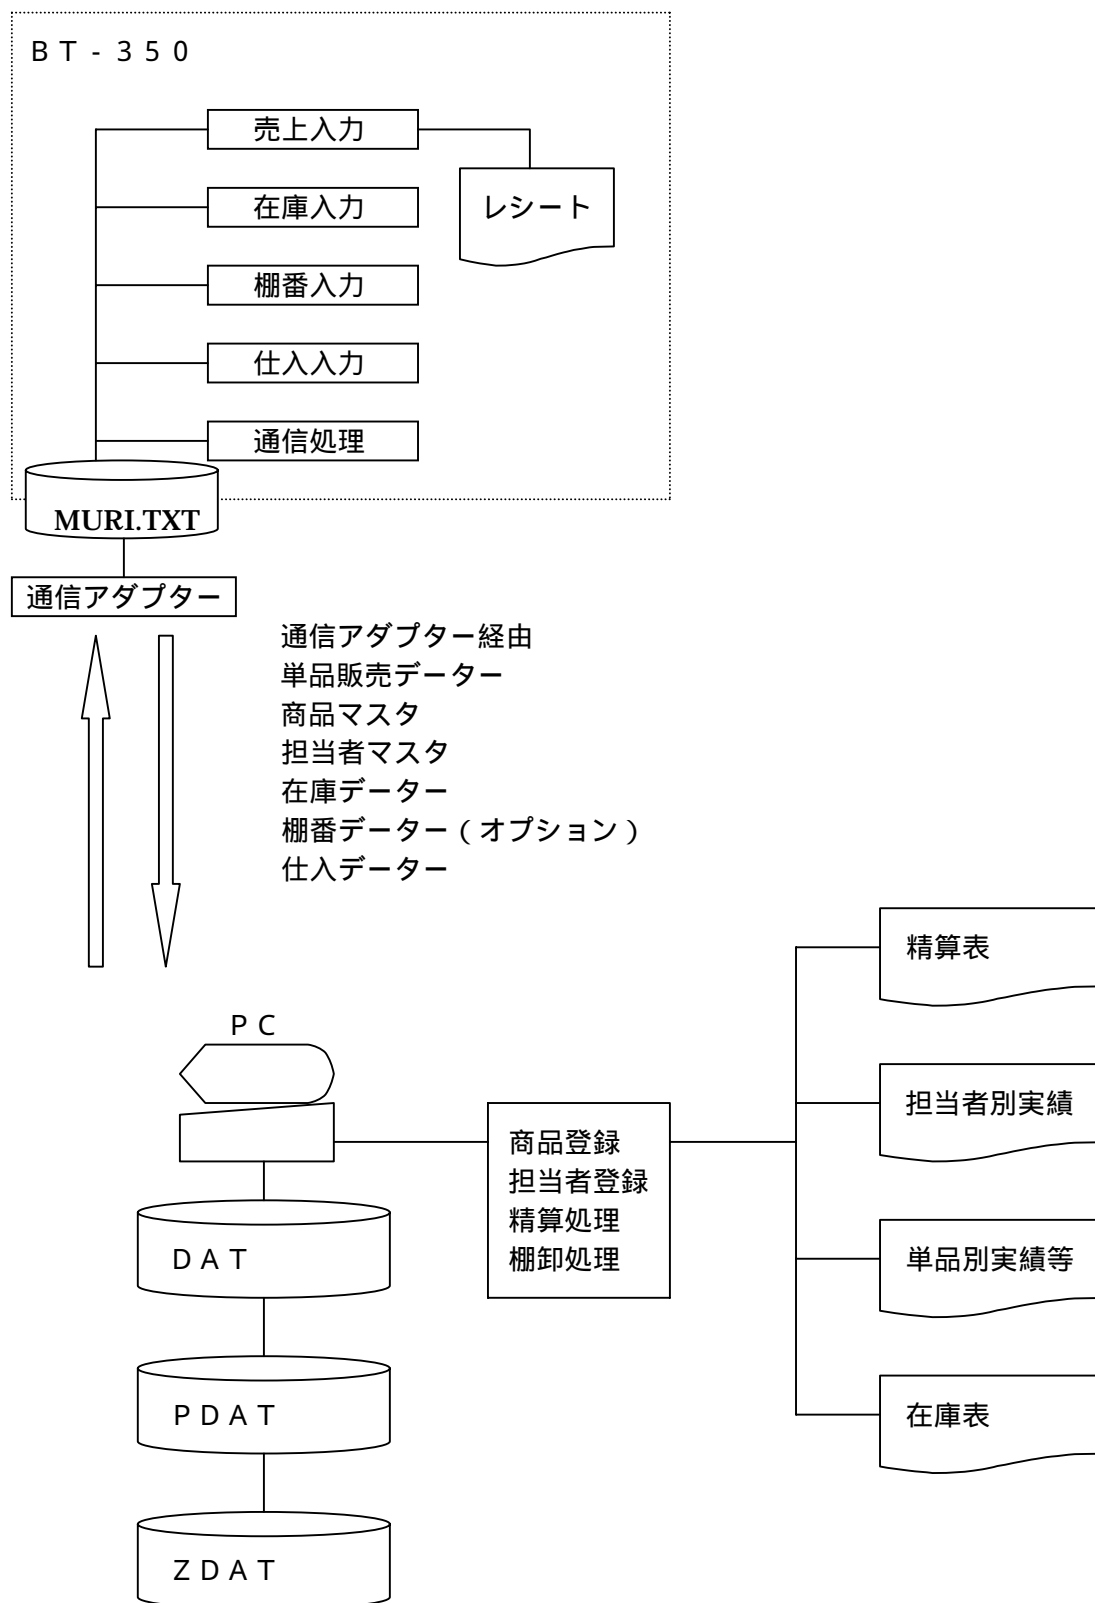 ＢＴ-３５０
売上入力
レシート
在庫入力
棚番入力
仕入入力
通信処理
MURI.TXT
通信アダプター
通信アダプター経由
単品販売データー
商品マスタ
担当者マスタ
在庫データー
棚番データー（オプション）
仕入データー
ＰＣ
商品登録
担当者登録
精算処理
棚卸処理
精算表
担当者別実績
単品別実績等
在庫表
ＤＡＴ
ＰＤＡＴ
ＺＤＡＴ